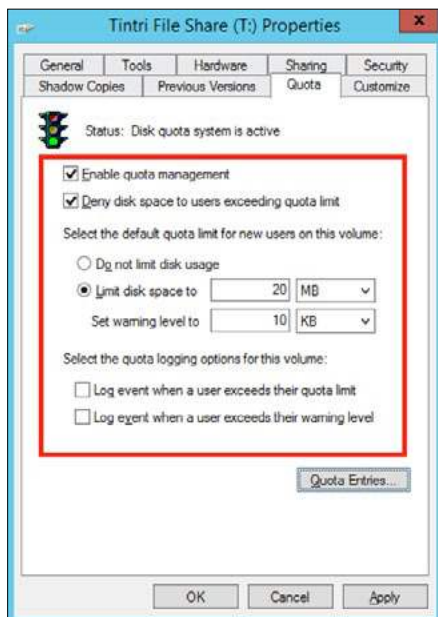 Tintri File Share (T:) Properties
x
General Tools Hardware Sharing Security
Shadow Copies Previous Versions Quota Customize
Status: Disk quota system is active
Enable quota management
Deny disk space to users exceeding quota limit
Select the default quota limit for new users on this volume:
Do not limit disk usage
Limit disk space to 20 MB
Set warning level to 10 KB
Select the quota logging options for this volume:
Log event when a user exceeds their quota limit
Log event when a user exceeds their warning level
Quota Entries...
OK Cancel Apply